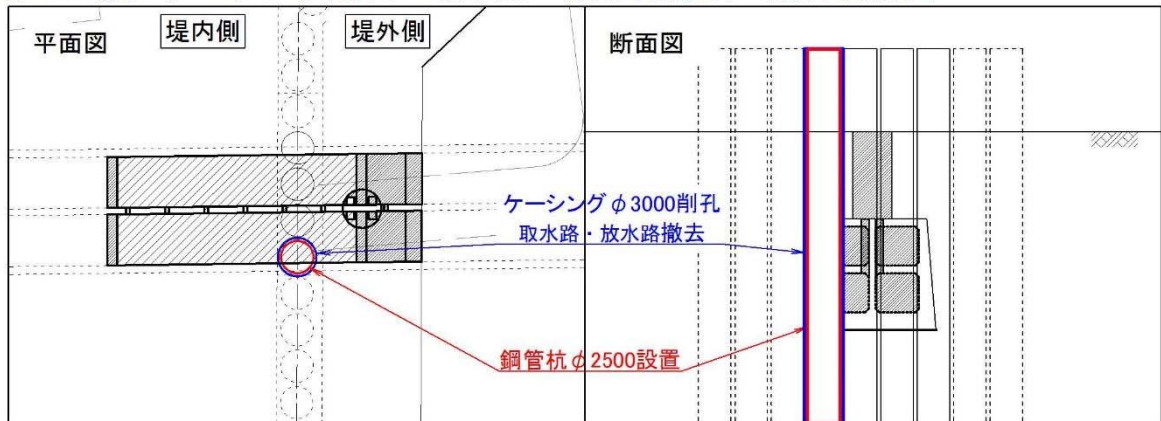 平面図
堤内側
堤外側
断面図
ケーシングφ3000削孔
取水路・放水路撤去
鋼管杭φ2500設置